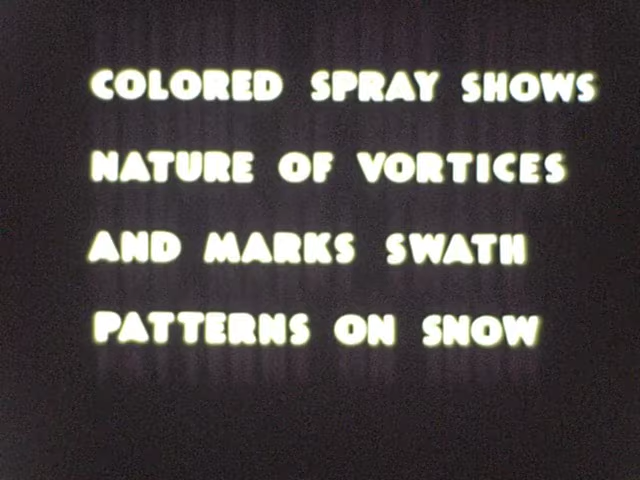 COLORED SPRAY SHOWS
NATURE OF VORTICES
AND MARKS SWATH
PATTERNS ON SNOW